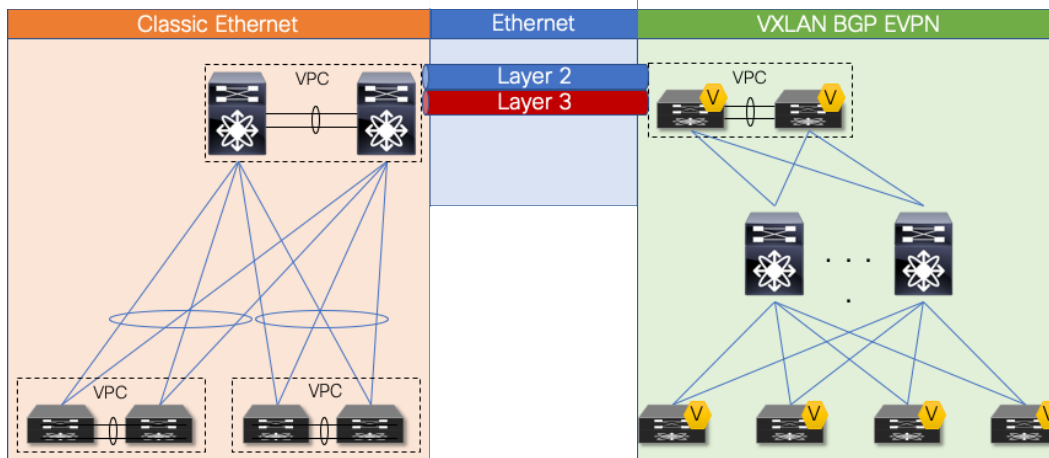 Classic Ethernet
Ethernet
VXLAN BGP EVPN
VPC
Layer 2
Layer 3
VPC
V
V
. . .
.
VPC
VPC
V
V
V
V